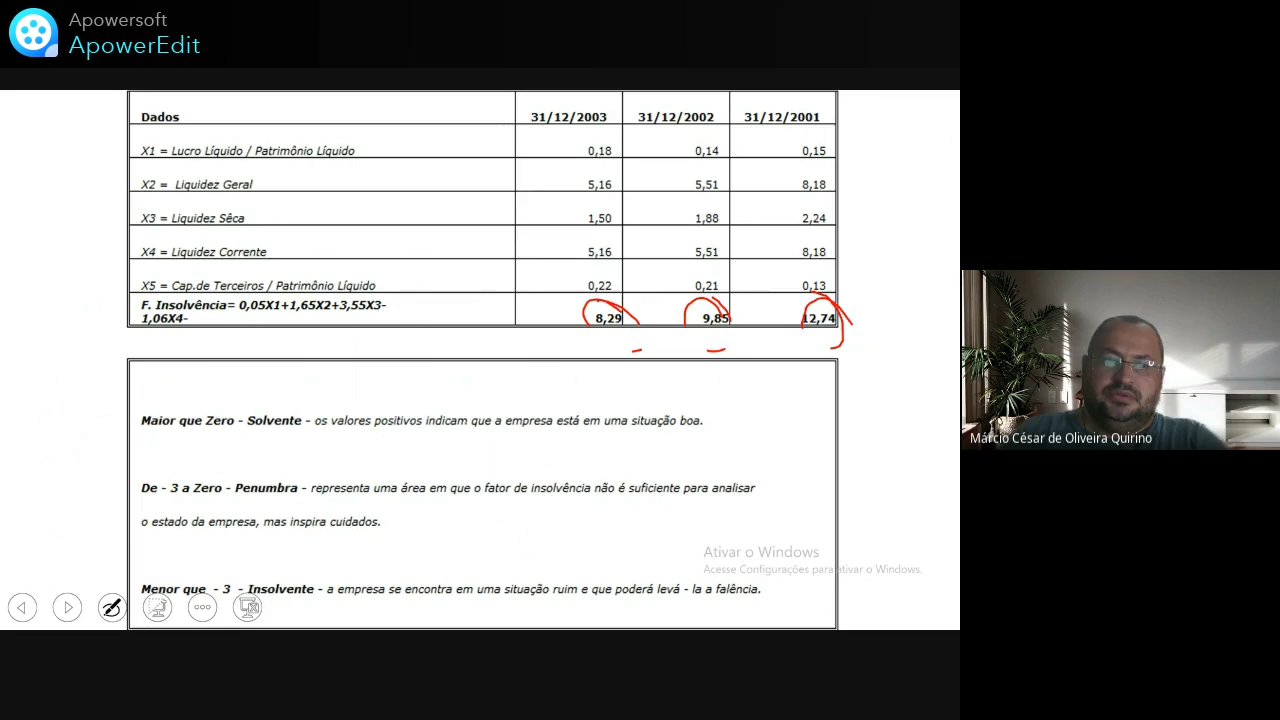 Apowersoft
ApowerEdit
Dados 31/12/2003 31/12/2002 31/12/2001
X1 = Lucro Líquido / Patrimônio Líquido 0,18 0,14 0,15
X2 = Liquidez Geral 5,16 5,51 8,18
X3 = Liquidez Sêca 1,50 1,88 2,24
X4 = Liquidez Corrente 5,16 5,51 8,18
X5 = Cap.de Terceiros / Patrimônio Líquido 0,22 0,21 0,13
F. Insolvência= 0,05X1+1,65X2+3,55X3-
1,06X4- 8,29 9,85 12,74
Maior que Zero - Solvente - os valores positivos indicam que a empresa está em uma situação boa.
De - 3 a Zero - Penumbra - representa uma área em que o fator de insolvência não é suficiente para analisar
o estado da empresa, mas inspira cuidados.
Menor que - 3 - Insolvente - a empresa se encontra em uma situação ruim e que poderá levá - la a falência.
Ativar o Windows
Acesse Configurações para ativar o Windows.
Márcio César de Oliveira Quirino